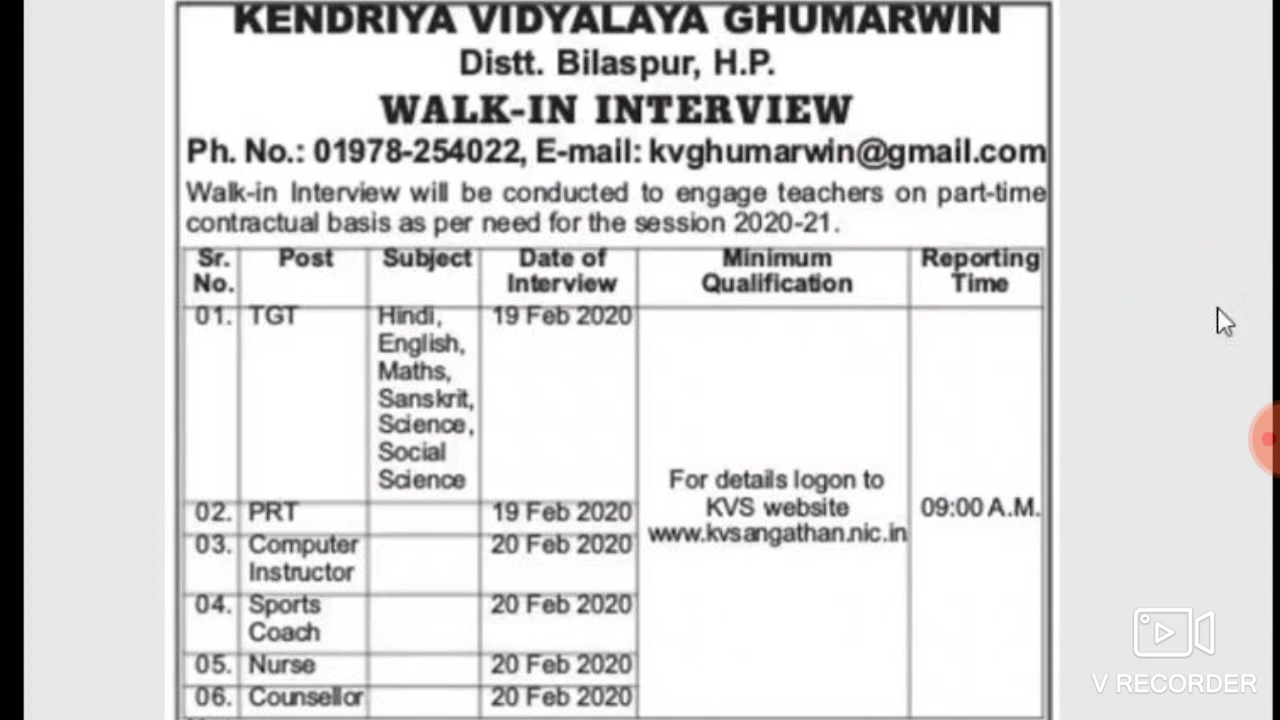 KENDRIYA VIDYALAYA GHUMARWIN
Distt. Bilaspur, H.P.
WALK-IN INTERVIEW
Ph. No.: 01978-254022, E-mail: kvghumarwin@gmail.com
Walk-in Interview will be conducted to engage teachers on part-time
contractual basis as per need for the session 2020-21.
Sr. No. Post Subject Date of Interview Minimum Qualification Reporting Time
01. TGT Hindi, 19 Feb 2020
English,
Maths,
Sanskrit,
Science,
Social
Science
For details logon to
KVS website
www.kvsangathan.nic.in
09:00 A.M.
02. PRT 19 Feb 2020
03. Computer 20 Feb 2020
Instructor
04. Sports 20 Feb 2020
Coach
05. Nurse 20 Feb 2020
06. Counsellor 20 Feb 2020
V RECORDER